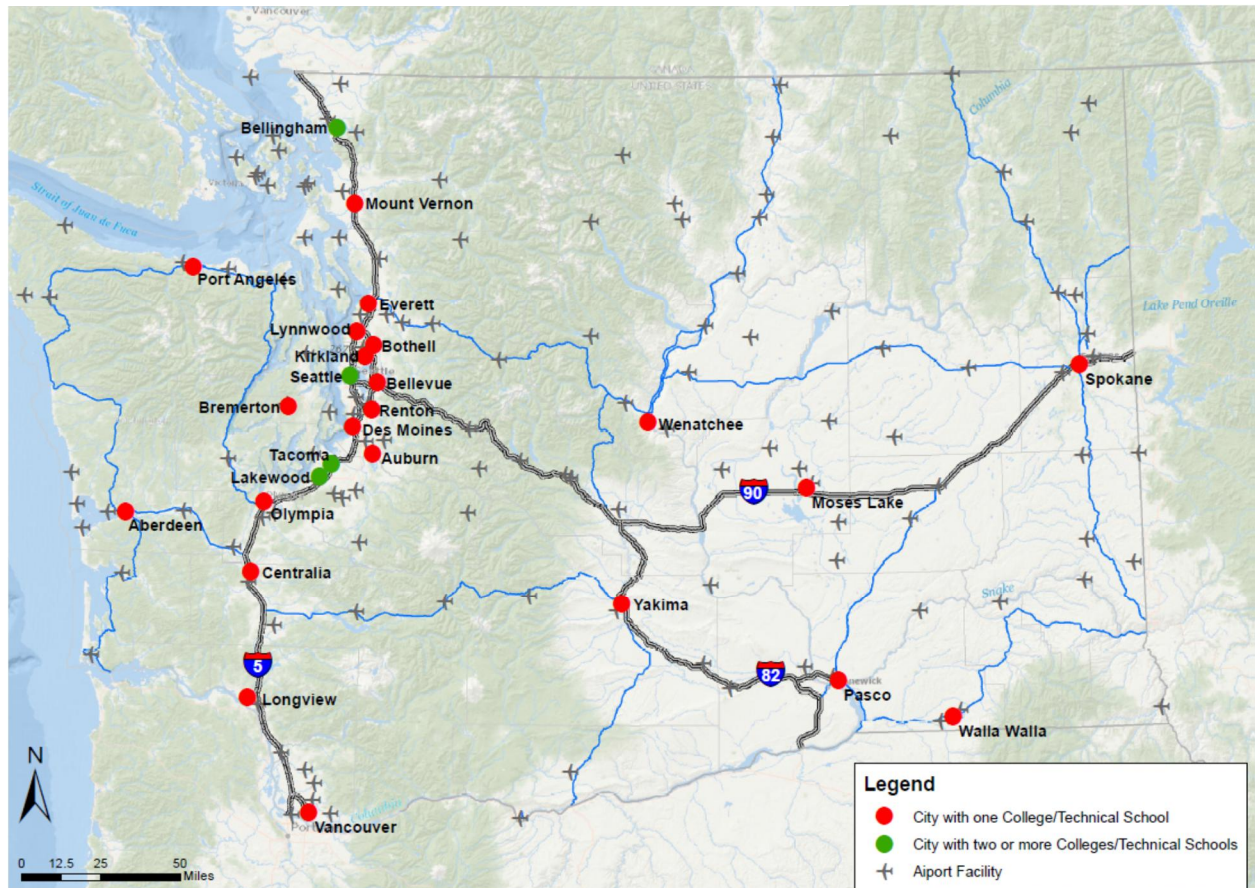 Vancouver
CANADA
UNITED STATES
Columbia
Bellingham
Strait of Juan de Fuca
Mount Vernon
Port Angeles
Everett
Lake Pend Oreille
Lynnwood
Bothell
Kirkland
Seattle
Bellevue
Spokane
Bremerton
Renton
Wenatchee
Des Moines
Tacoma
Auburn
Lakewood
90
Moses Lake
Olympia
Aberdeen
Centralia
Snake
Yakima
5
82
Pasco
Longview
Walla Walla
N
Columbia
Vancouver
0 12.5 25 50
Miles
Legend
City with one College/Technical School
City with two or more Colleges/Technical Schools
Aiport Facility